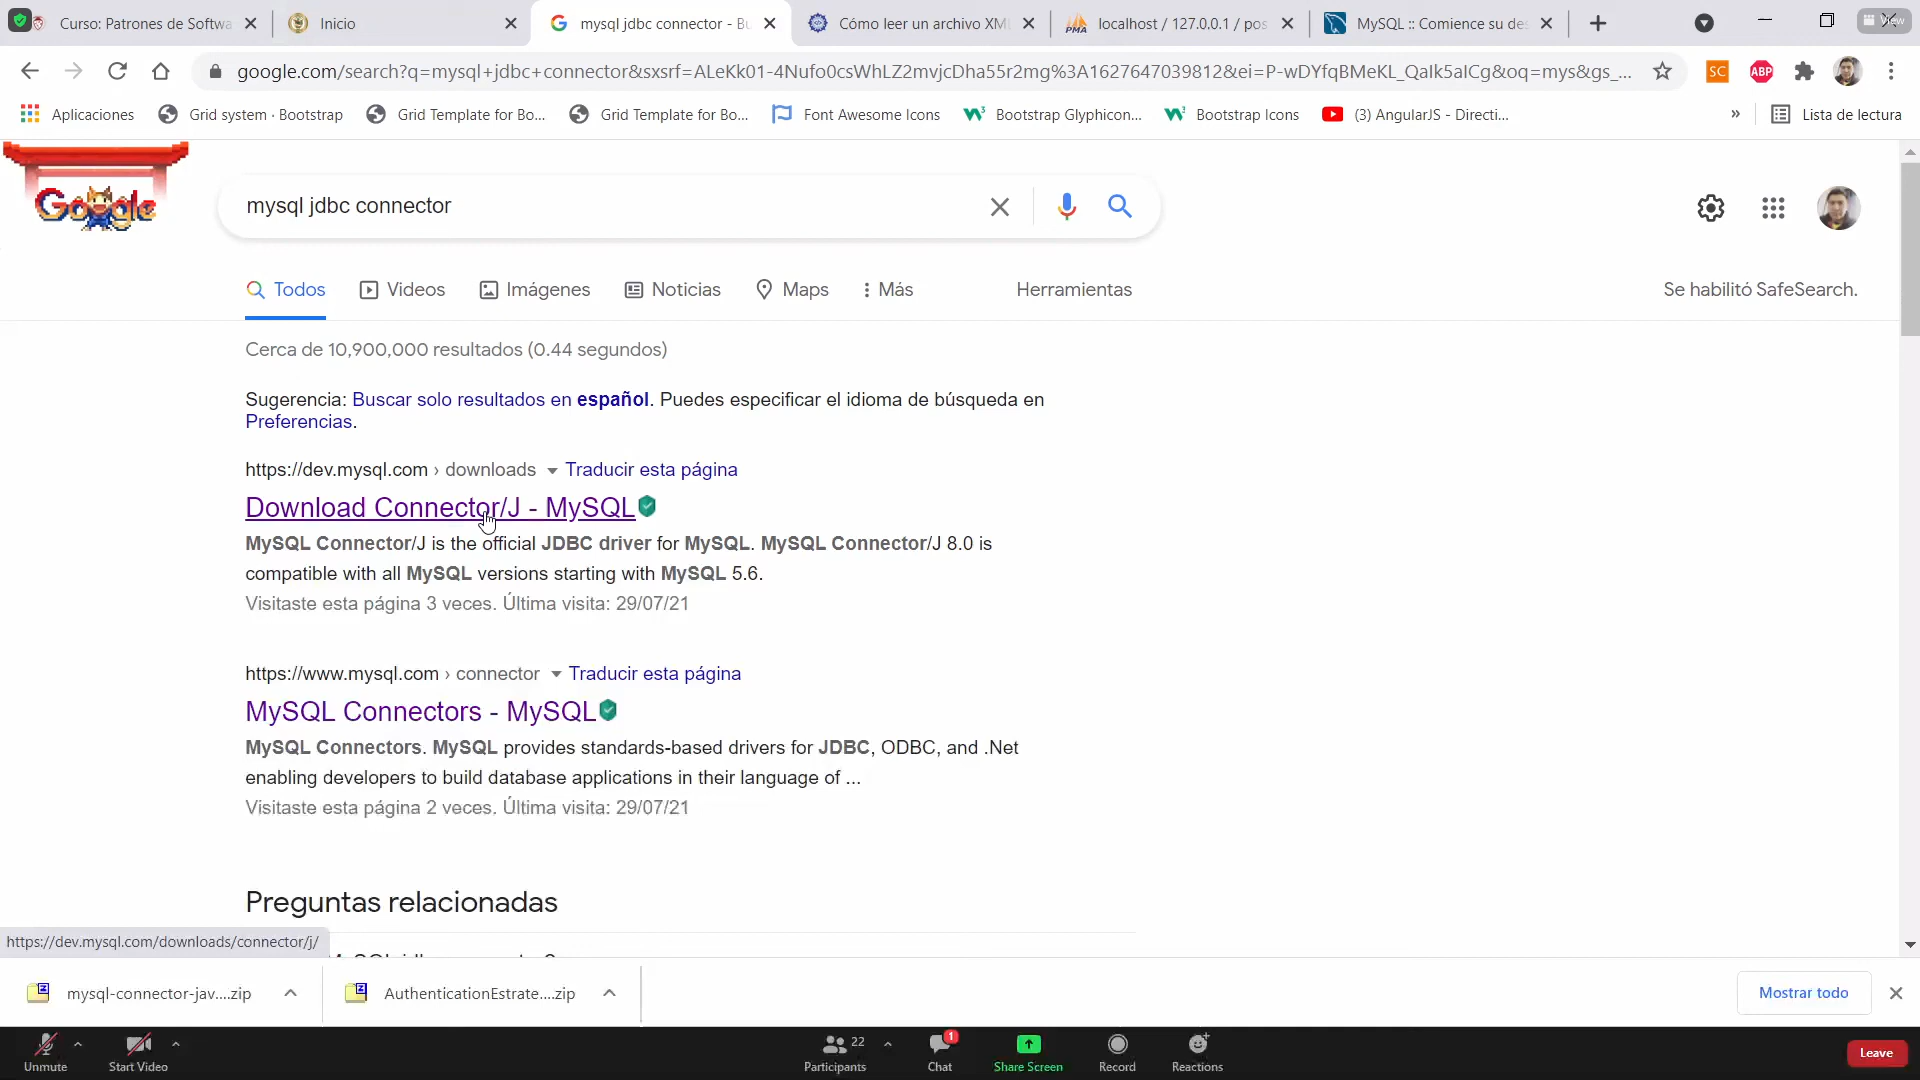 Curso: Patrones de Softwa
Inicio
mysql jdbc connector - Bu
Cómo leer un archivo XM
PMA
localhost / 127.0.0.1 / pos
MySQL :: Comience su des
View
google.com/search?q=mysql+jdbc+connector&sxsrf=ALeKk01-4Nufo0csWhLZ2mvjcDha55r2mg%3A1627647039812&ei=P-wDYfqBMeKL_QaIk5aICg&oq=mys&gs_...
SC
ABP
Aplicaciones
Grid system · Bootstrap
Grid Template for Bo...
Grid Template for Bo...
Font Awesome Icons
Bootstrap Glyphicon...
Bootstrap Icons
(3) AngularJS - Directi...
»
Lista de lectura
Google
mysql jdbc connector
Todos
Videos
Imágenes
Noticias
Maps
Más
Herramientas
Se habilitó SafeSearch.
Cerca de 10,900,000 resultados (0.44 segundos)
Sugerencia: Buscar solo resultados en español. Puedes especificar el idioma de búsqueda en
Preferencias.
https://dev.mysql.com › downloads
Traducir esta página
Download Connector/J - MySQL
MySQL Connector/J is the official JDBC driver for MySQL. MySQL Connector/J 8.0 is
compatible with all MySQL versions starting with MySQL 5.6.
Visitaste esta página 3 veces. Última visita: 29/07/21
https://www.mysql.com › connector
Traducir esta página
MySQL Connectors - MySQL
MySQL Connectors. MySQL provides standards-based drivers for JDBC, ODBC, and .Net
enabling developers to build database applications in their language of ...
Visitaste esta página 2 veces. Última visita: 29/07/21
Preguntas relacionadas
https://dev.mysql.com/downloads/connector/j/
mysql-connector-jav....zip
AuthenticationEstrate....zip
Mostrar todo
Unmute
Start Video
22
Participants
1
Chat
Share Screen
Record
Reactions
Leave